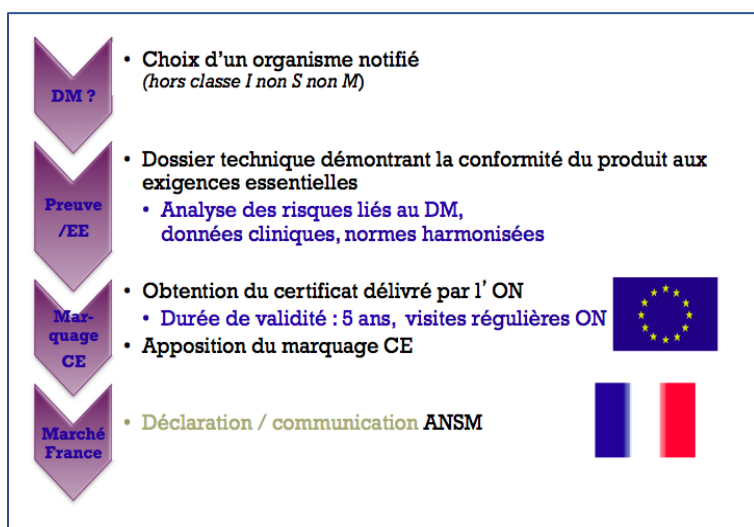 DM ?
• Choix d'un organisme notifié
(hors classe I non S non M)
Preuve
/EE
• Dossier technique démontrant la conformité du produit aux
exigences essentielles
• Analyse des risques liés au DM,
données cliniques, normes harmonisées
Mar-
quage
CE
• Obtention du certificat délivré par l' ON
• Durée de validité : 5 ans, visites régulières ON
• Apposition du marquage CE
Marché
France
• Déclaration / communication ANSM